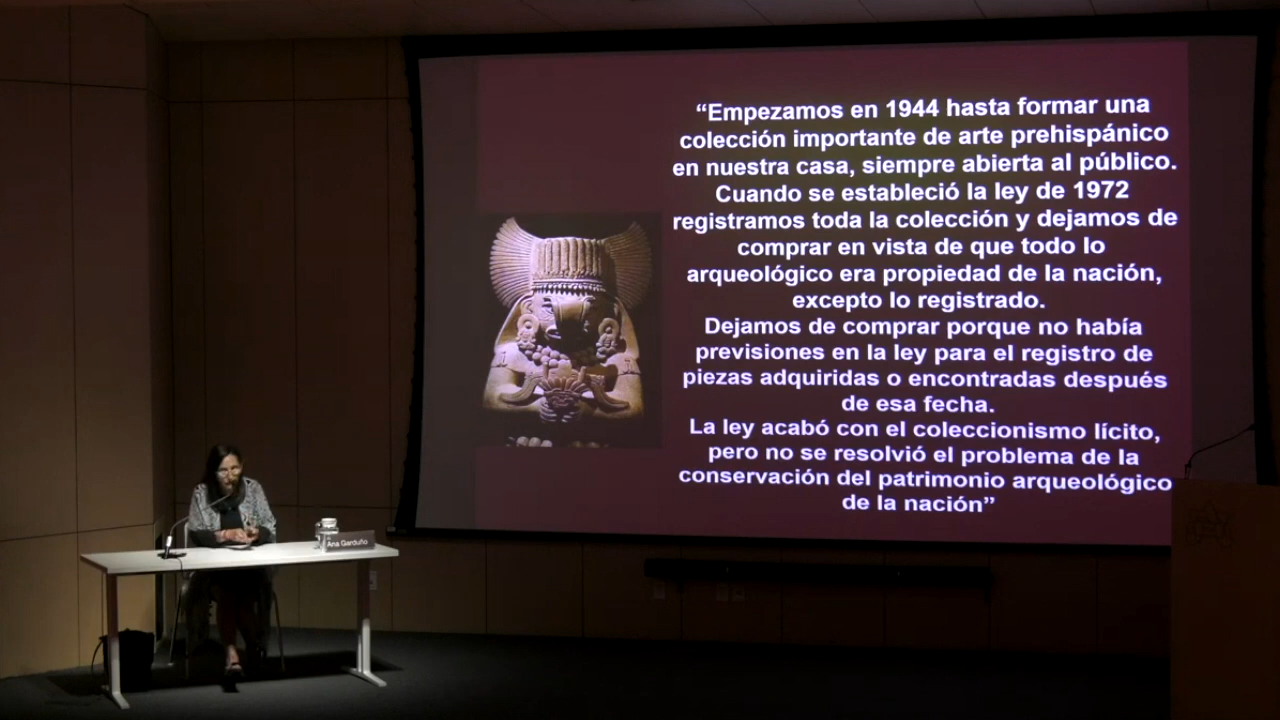 “Empezamos en 1944 hasta formar una
colección importante de arte prehispánico
en nuestra casa, siempre abierta al público.
Cuando se estableció la ley de 1972
registramos toda la colección y dejamos de
comprar en vista de que todo lo
arqueológico era propiedad de la nación,
excepto lo registrado.
Dejamos de comprar porque no había
previsiones en la ley para el registro de
piezas adquiridas o encontradas después
de esa fecha.
La ley acabó con el coleccionismo lícito,
pero no se resolvió el problema de la
conservación del patrimonio arqueológico
de la nación”
Ana Garduño